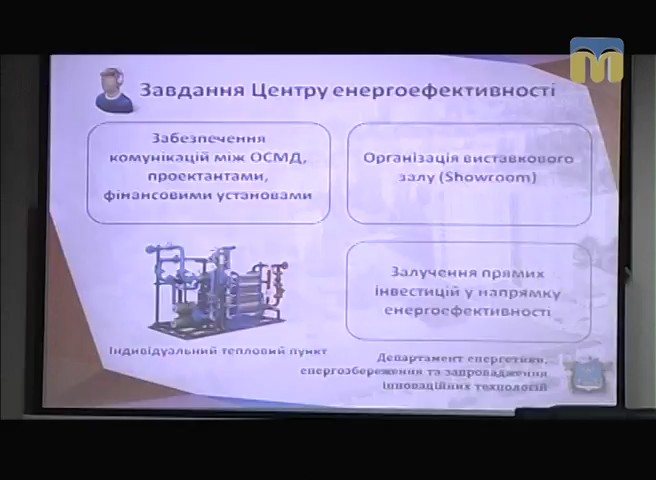 Завдання Центру енергоефективності
Забезпечення
комунікацій між ОСМД,
проектантами,
фінансовими установами
Організація виставкового
залу (Showroom)
Залучення прямих
інвестицій у напрямку
енергоефективності
Індивідуальний тепловий пункт
Департамент енергетики,
енергозбереження та запровадження
інноваційних технологій